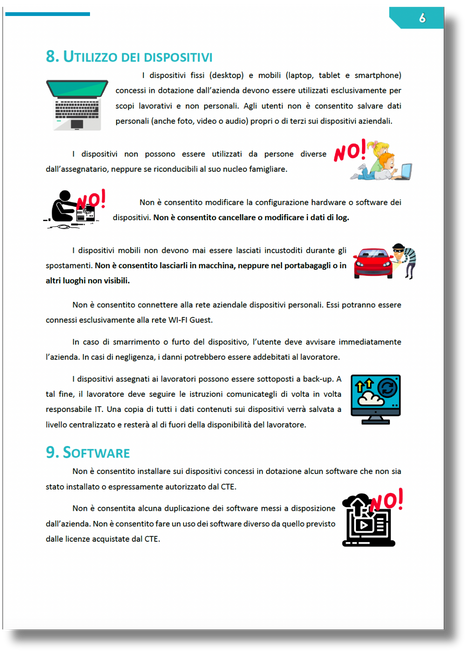 6
8. UTILIZZO DEI DISPOSITIVI
I dispositivi fissi (desktop) e mobili (laptop, tablet e smartphone)
concessi in dotazione dall'azienda devono essere utilizzati esclusivamente per
scopi lavorativi e non personali. Agli utenti non è consentito salvare dati
personali (anche foto, video o audio) propri o di terzi sui dispositivi aziendali.
I dispositivi non possono essere utilizzati da persone diverse
dall'assegnatario, neppure se riconducibili al suo nucleo famigliare.
NO!
NO!
Non è consentito modificare la configurazione hardware o software dei
dispositivi. Non è consentito cancellare o modificare i dati di log.
I dispositivi mobili non devono mai essere lasciati incustoditi durante gli
spostamenti. Non è consentito lasciarli in macchina, neppure nel portabagagli o in
altri luoghi non visibili.
Non è consentito connettere alla rete aziendale dispositivi personali. Essi potranno essere
connessi esclusivamente alla rete WI-FI Guest.
In caso di smarrimento o furto del dispositivo, l'utente deve avvisare immediatamente
l'azienda. In casi di negligenza, i danni potrebbero essere addebitati al lavoratore.
I dispositivi assegnati ai lavoratori possono essere sottoposti a back-up. A
tal fine, il lavoratore deve seguire le istruzioni comunicategli di volta in volta
responsabile IT. Una copia di tutti i dati contenuti sui dispositivi verrà salvata a
livello centralizzato e resterà al di fuori della disponibilità del lavoratore.
9. SOFTWARE
Non è consentito installare sui dispositivi concessi in dotazione alcun software che non sia
stato installato o espressamente autorizzato dal CTE.
Non è consentita alcuna duplicazione dei software messi a disposizione
dall'azienda. Non è consentito fare un uso dei software diverso da quello previsto
dalle licenze acquistate dal CTE.
NO!